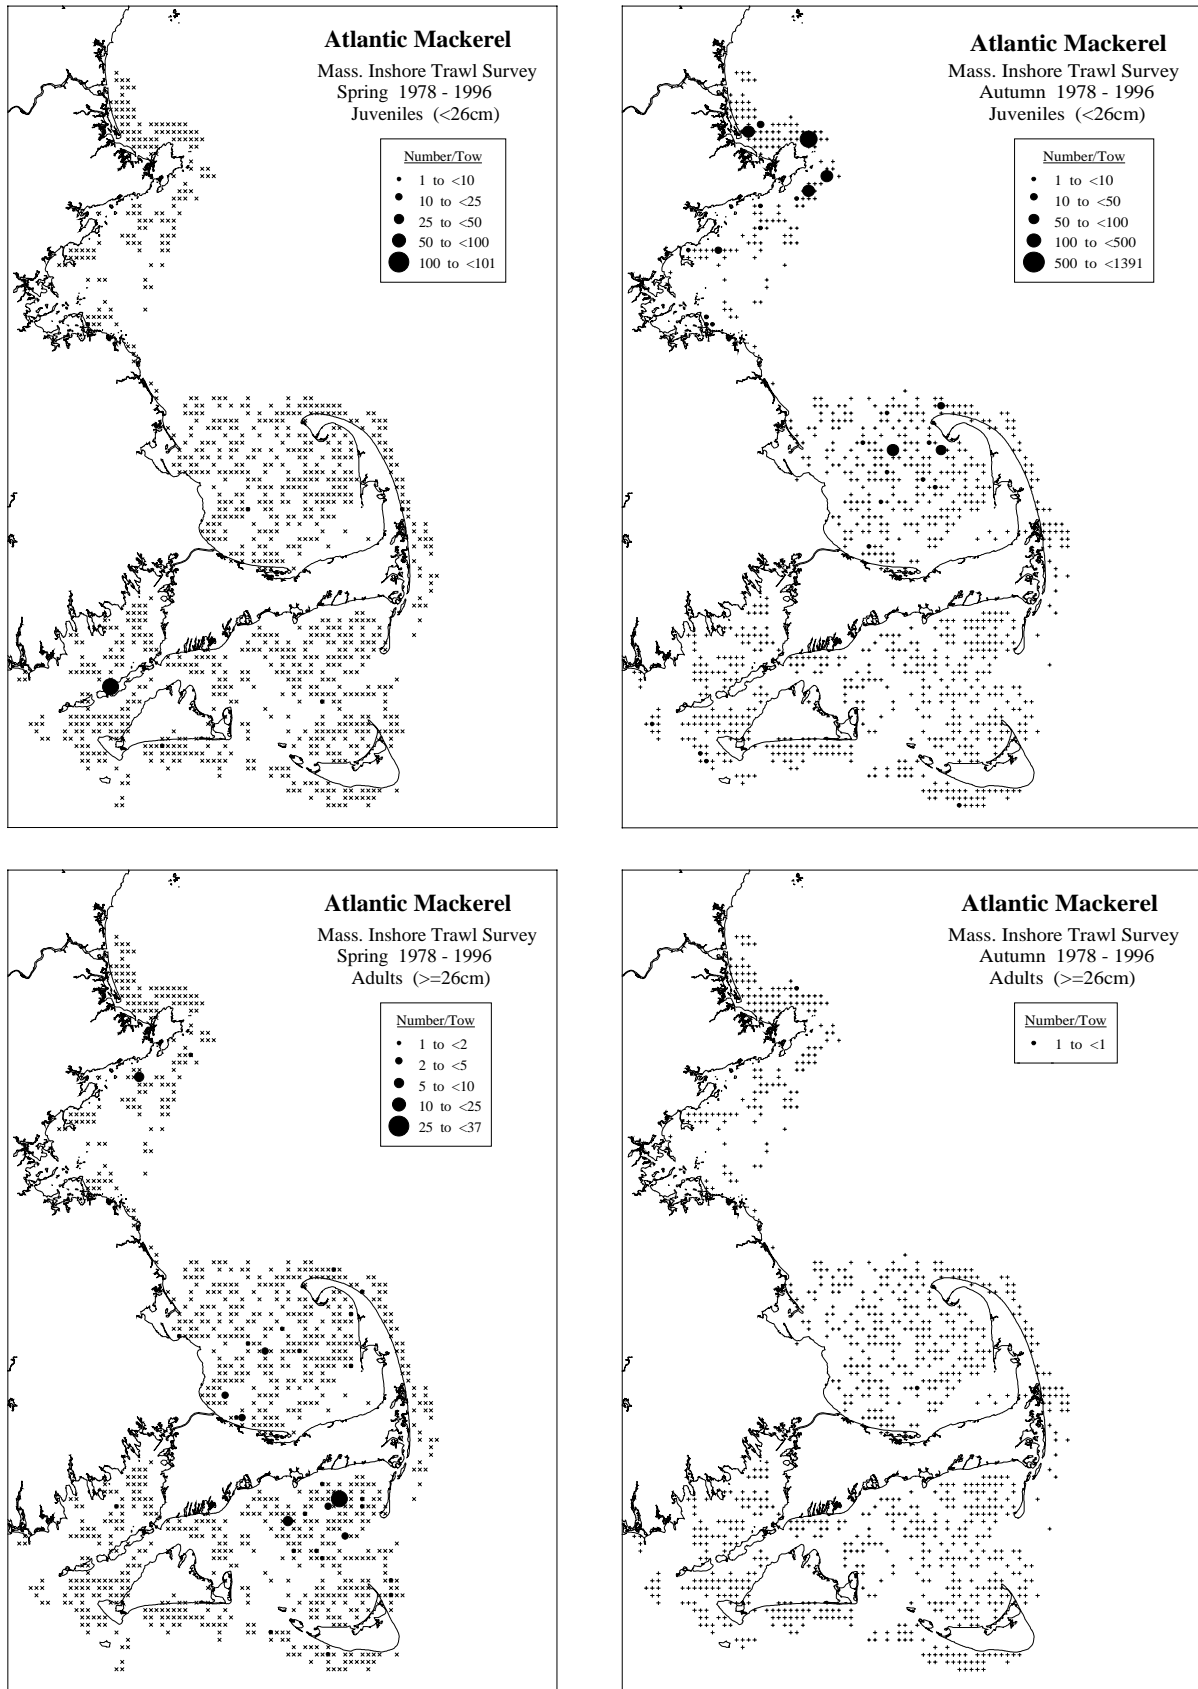 Atlantic Mackerel
Mass. Inshore Trawl Survey
Spring 1978 - 1996
Juveniles (<26cm)
Number/Tow
1 to <10
10 to <25
25 to <50
50 to <100
100 to <101
Atlantic Mackerel
Mass. Inshore Trawl Survey
Autumn 1978 - 1996
Juveniles (<26cm)
Number/Tow
1 to <10
10 to <50
50 to <100
100 to <500
500 to <1391
Atlantic Mackerel
Mass. Inshore Trawl Survey
Spring 1978 - 1996
Adults (>=26cm)
Number/Tow
1 to <2
2 to <5
5 to <10
10 to <25
25 to <37
Atlantic Mackerel
Mass. Inshore Trawl Survey
Autumn 1978 - 1996
Adults (>=26cm)
Number/Tow
1 to <1